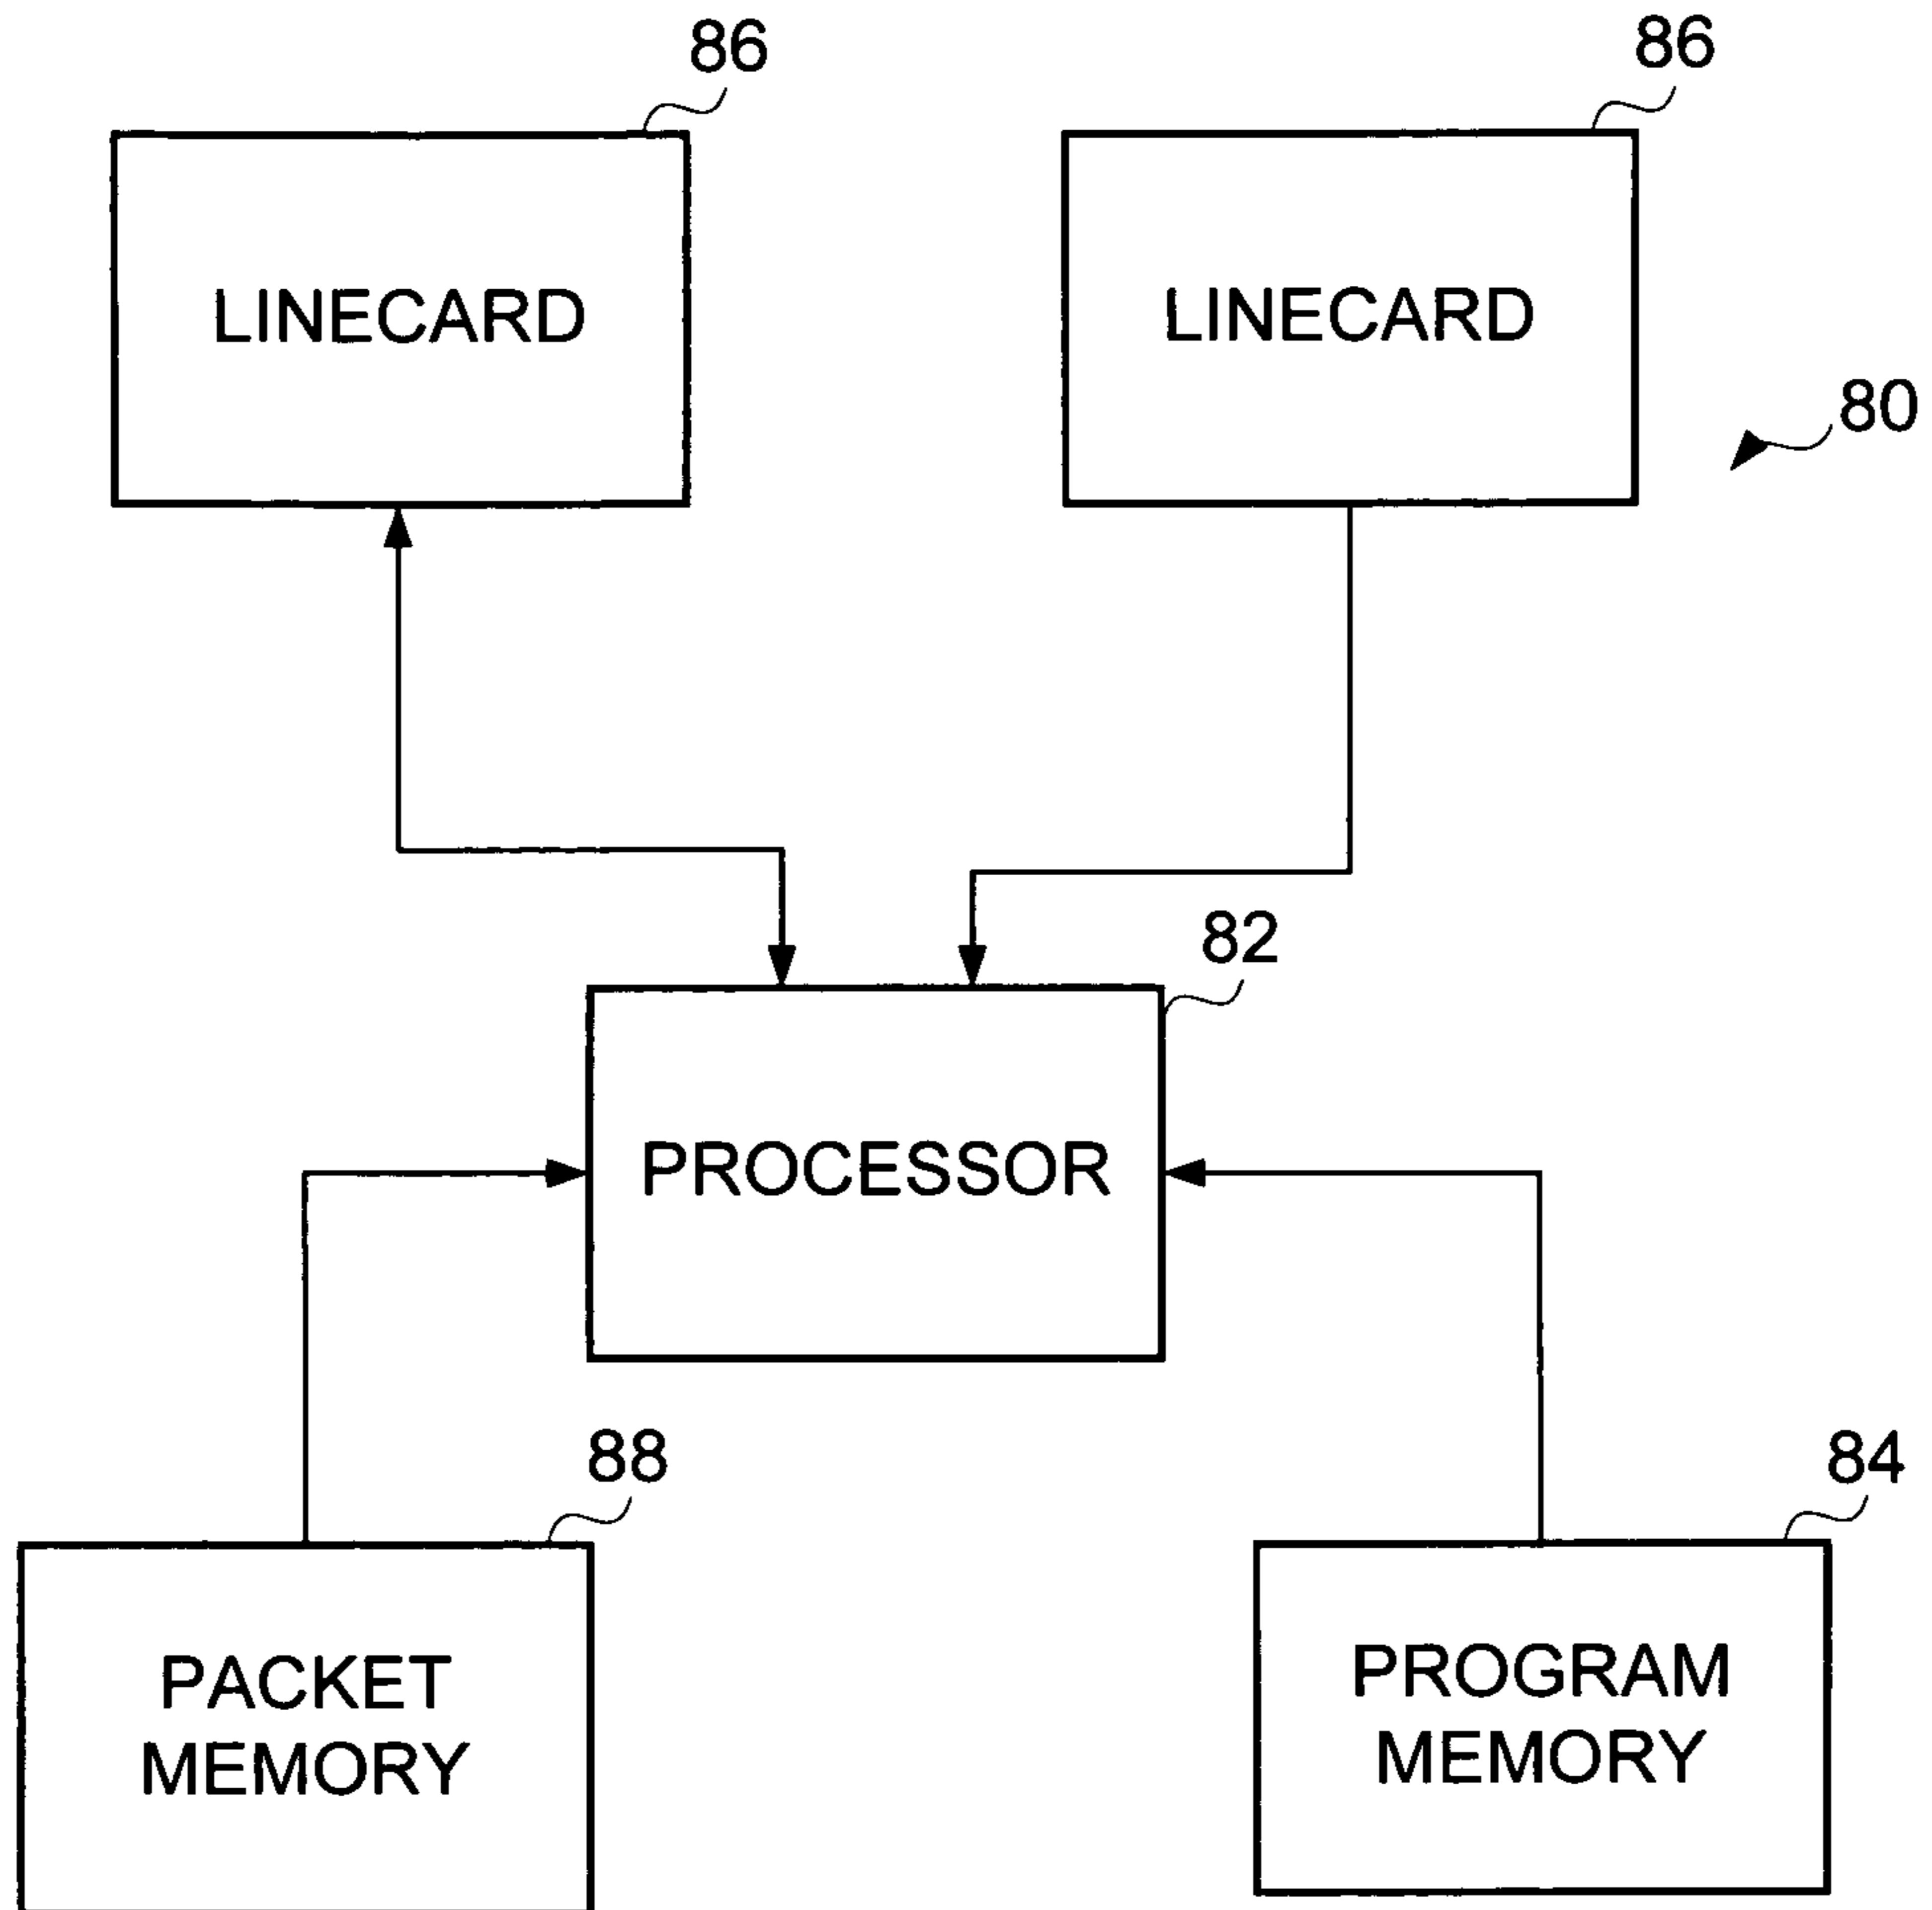 86
86
LINECARD
LINECARD
80
82
PROCESSOR
88
84
PACKET
MEMORY
PROGRAM
MEMORY